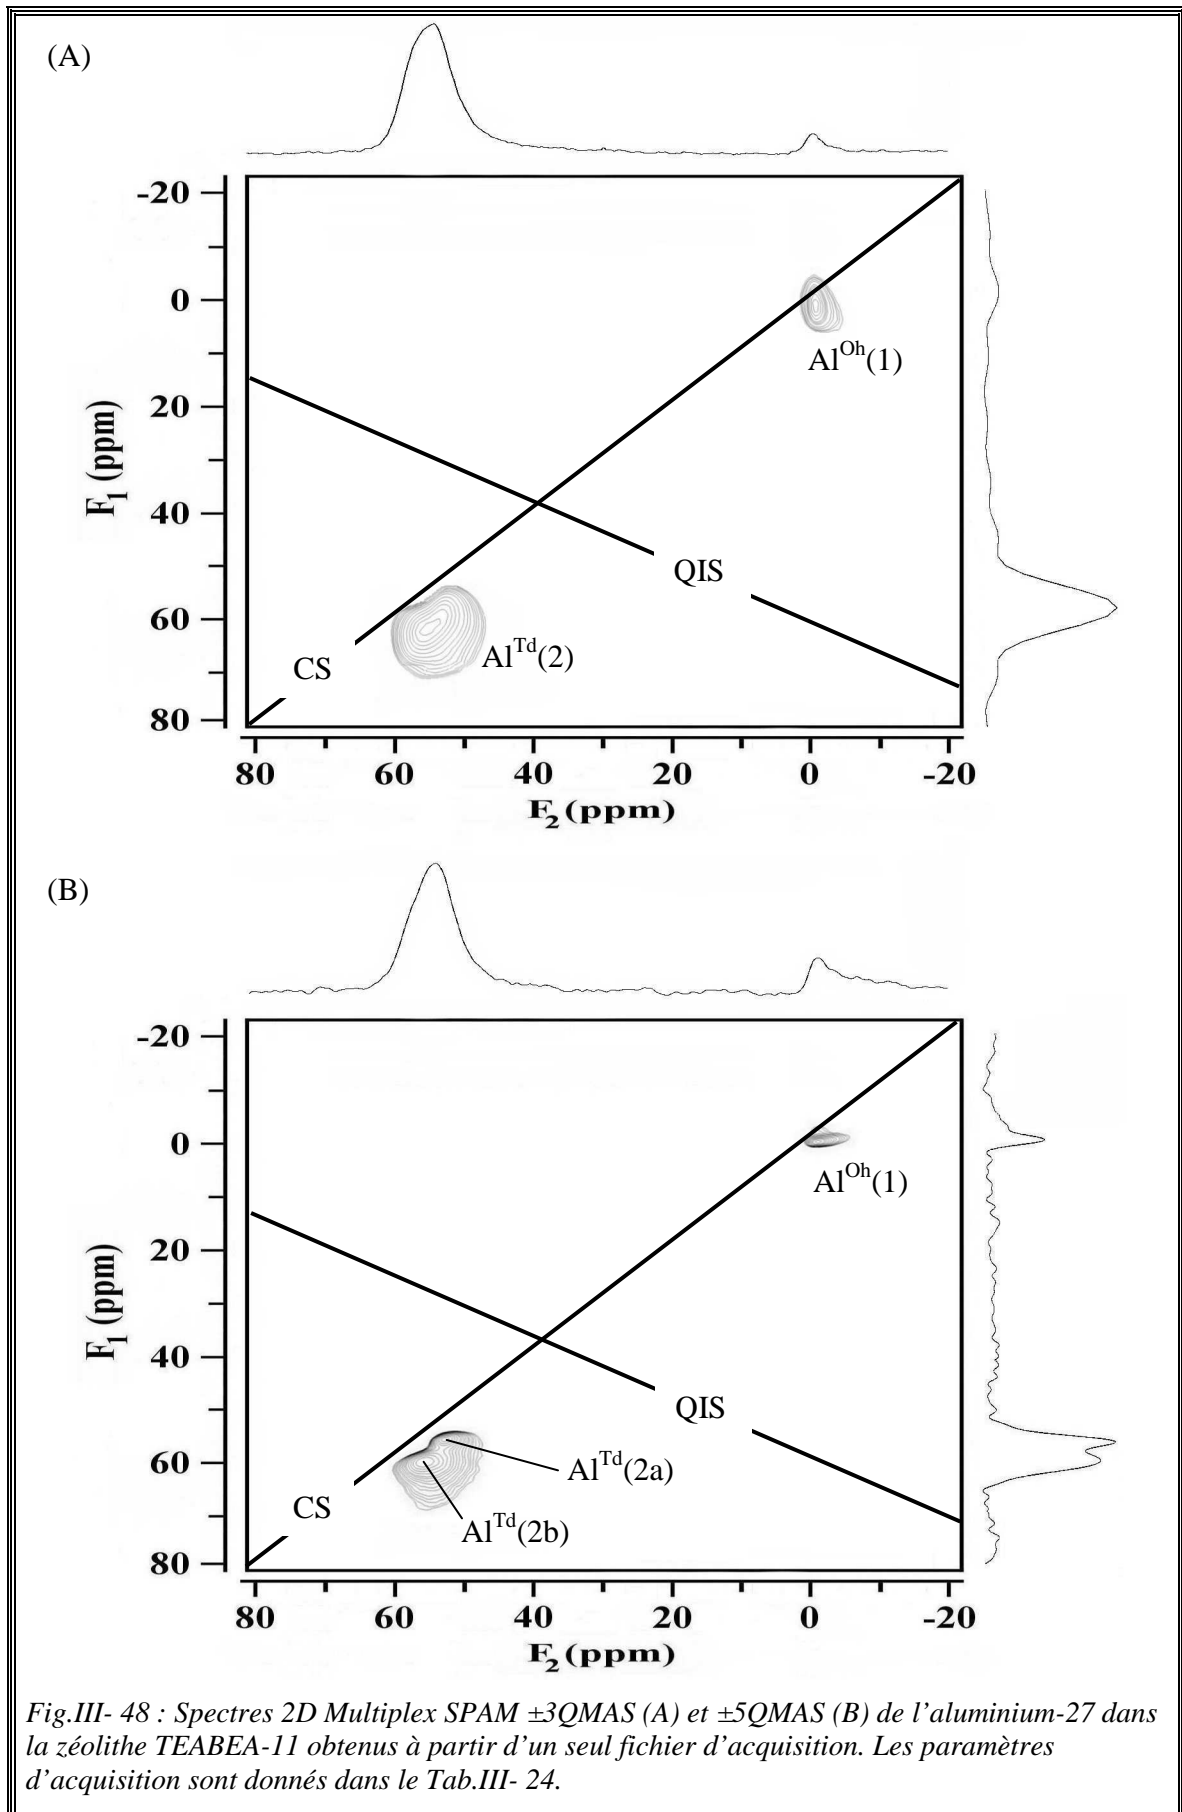 (A)
-20
0
20
40
60
80
F1 (ppm)
Al^Oh(1)
QIS
Al^Td(2)
CS
80 60 40 20 0 -20
F2 (ppm)
(B)
-20
0
20
40
60
80
F1 (ppm)
Al^Oh(1)
QIS
Al^Td(2a)
CS
Al^Td(2b)
80 60 40 20 0 -20
F2 (ppm)
Fig.III- 48 : Spectres 2D Multiplex SPAM ±3QMAS (A) et ±5QMAS (B) de l’aluminium-27 dans
la zéolithe TEABEA-11 obtenus à partir d’un seul fichier d’acquisition. Les paramètres
d’acquisition sont donnés dans le Tab.III- 24.